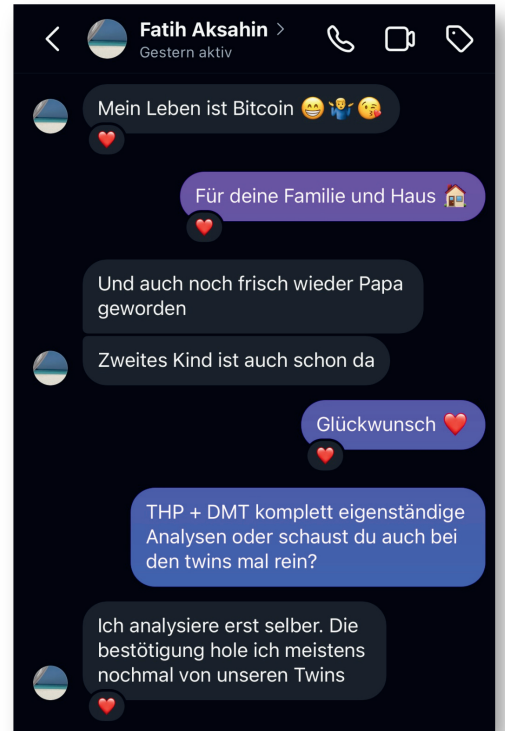 Fatih Aksahin
Gestern aktiv
Mein Leben ist Bitcoin 😁🤷‍♂️😘
❤️
Für deine Familie und Haus 🏠
❤️
Und auch noch frisch wieder Papa
geworden
Zweites Kind ist auch schon da
Glückwunsch ❤️
❤️
THP + DMT komplett eigenständige
Analysen oder schaust du auch bei
den twins mal rein?
Ich analysiere erst selber. Die
bestötigung hole ich meistens
nochmal von unseren Twins
❤️